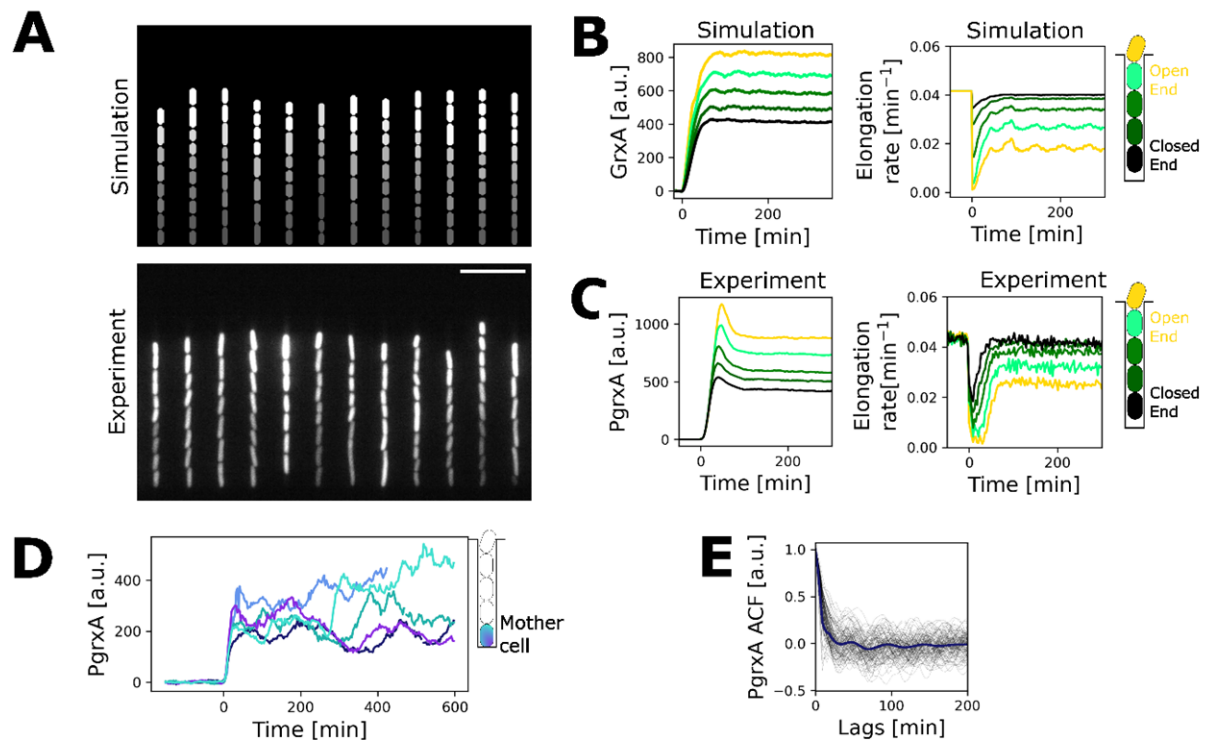 A
Simulation
Experiment
B
Simulation
GrxA [a.u.]
800
600
400
200
0
0
200
Time [min]
Simulation
Elongation
rate [min⁻¹]
0.06
0.04
0.02
0.00
0
200
Time [min]
Open
End
Closed
End
C
Experiment
PgrxA [a.u.]
1000
500
0
0
200
Time [min]
Experiment
Elongation
rate[min⁻¹]
0.06
0.04
0.02
0.00
0
200
Time [min]
Open
End
Closed
End
D
PgrxA [a.u.]
400
200
0
0
200
400
600
Time [min]
Mother
cell
E
PgrxA ACF [a.u.]
1.0
0.5
0.0
−0.5
0
100
200
Lags [min]